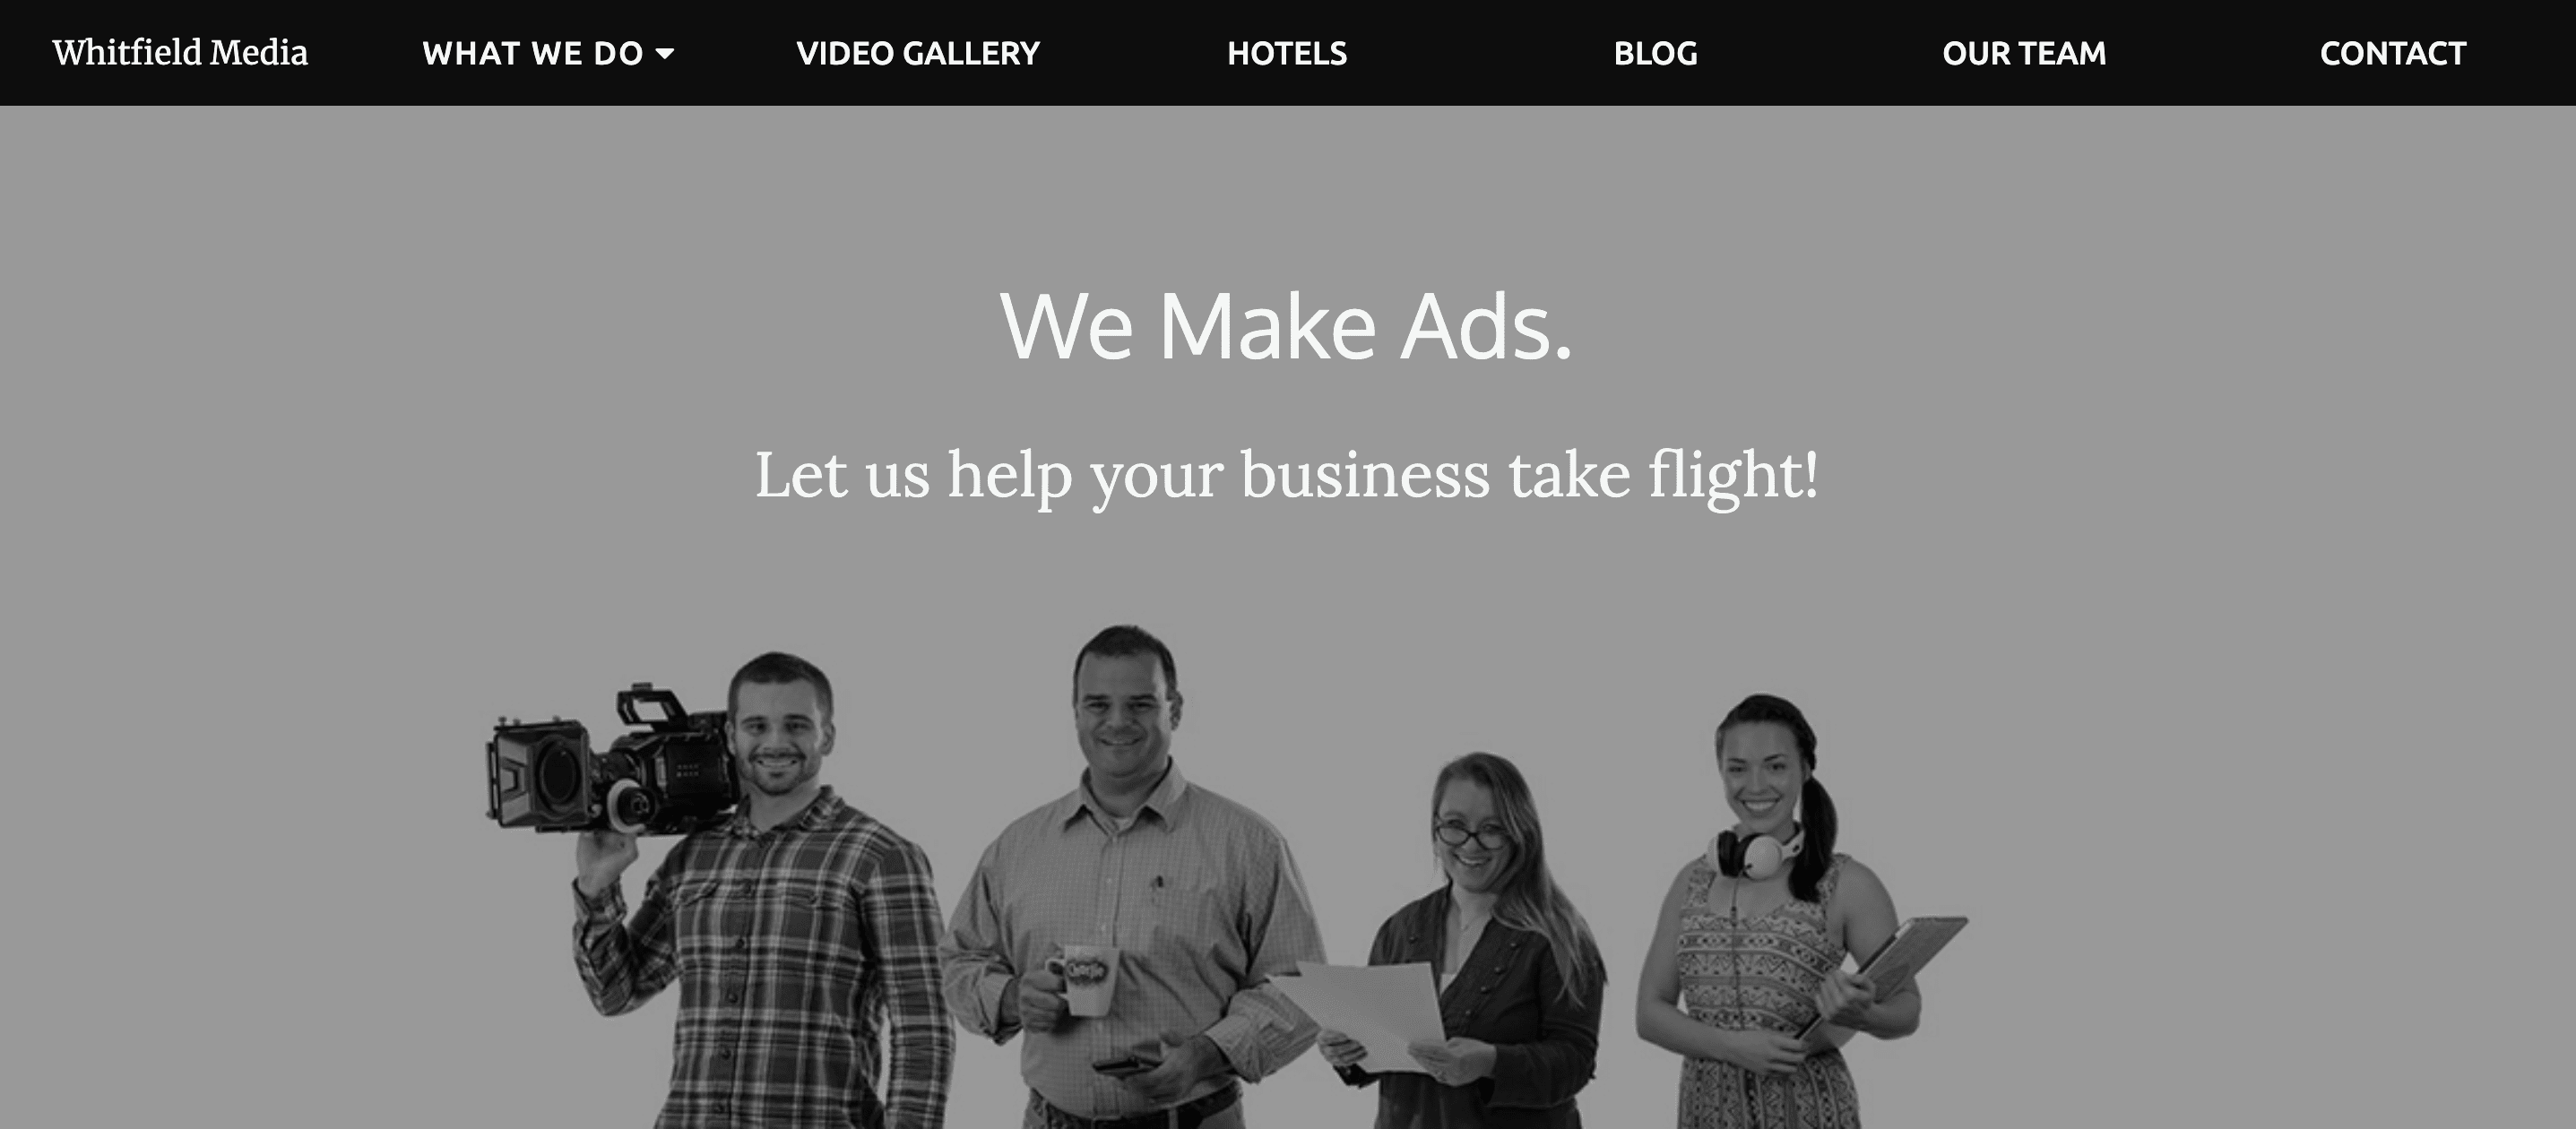 Whitfield Media
WHAT WE DO
VIDEO GALLERY
HOTELS
BLOG
OUR TEAM
CONTACT
We Make Ads.
Let us help your business take flight!
Charlie